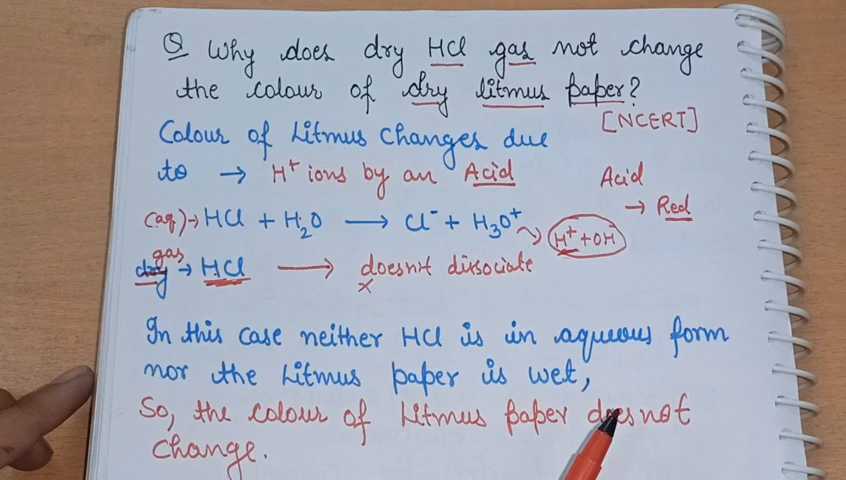 Q Why does dry HCl gas not change
the colour of dry litmus paper?
[NCERT]
Colour of Litmus Changes due
to → H⁺ ions by an Acid
Acid
→ Red
(aq) → HCl + H₂O → Cl⁻ + H₃O⁺
H⁺ + OH⁻
gas
dry → HCl → doesn't dissociate
x
In this case neither HCl is in aqueous form
nor the Litmus paper is wet,
So, the colour of Litmus paper does not
change.